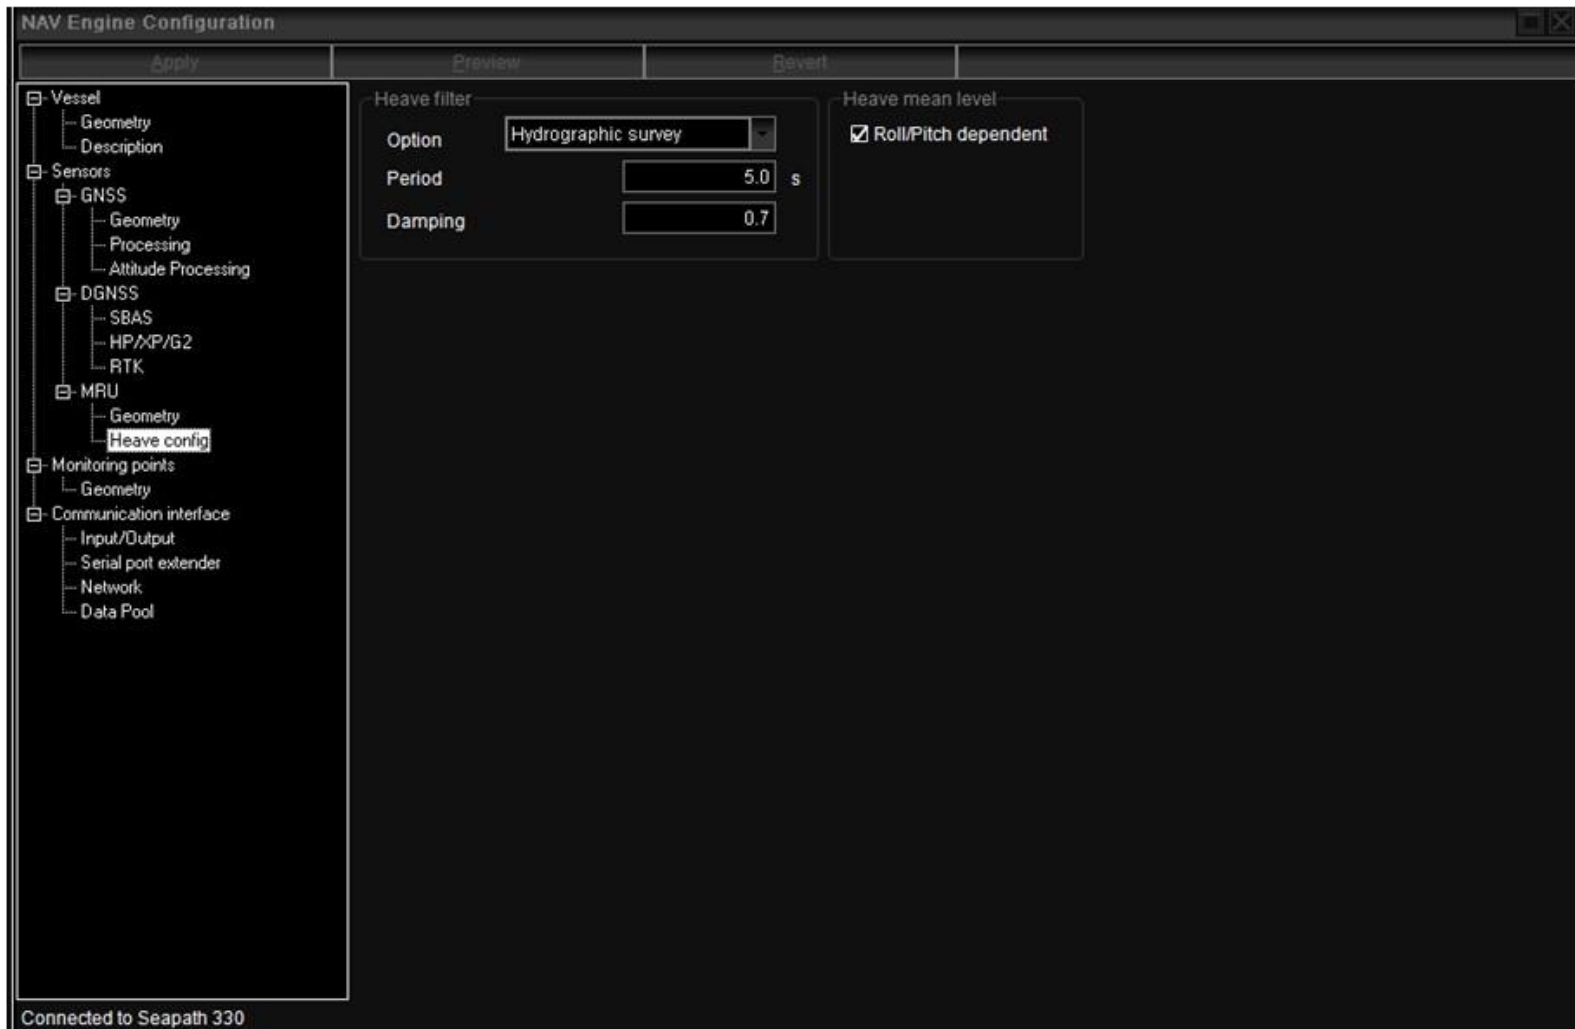 NAV Engine Configuration
Apply Preview Revert
Vessel
Geometry
Description
Sensors
GNSS
Geometry
Processing
Attitude Processing
DGNSS
SBAS
HP/XP/G2
RTK
MRU
Geometry
Heave config
Monitoring points
Geometry
Communication interface
Input/Output
Serial port extender
Network
Data Pool
Heave filter
Option Hydrographic survey
Period 5.0 s
Damping 0.7
Heave mean level
Roll/Pitch dependent
Connected to Seapath 330